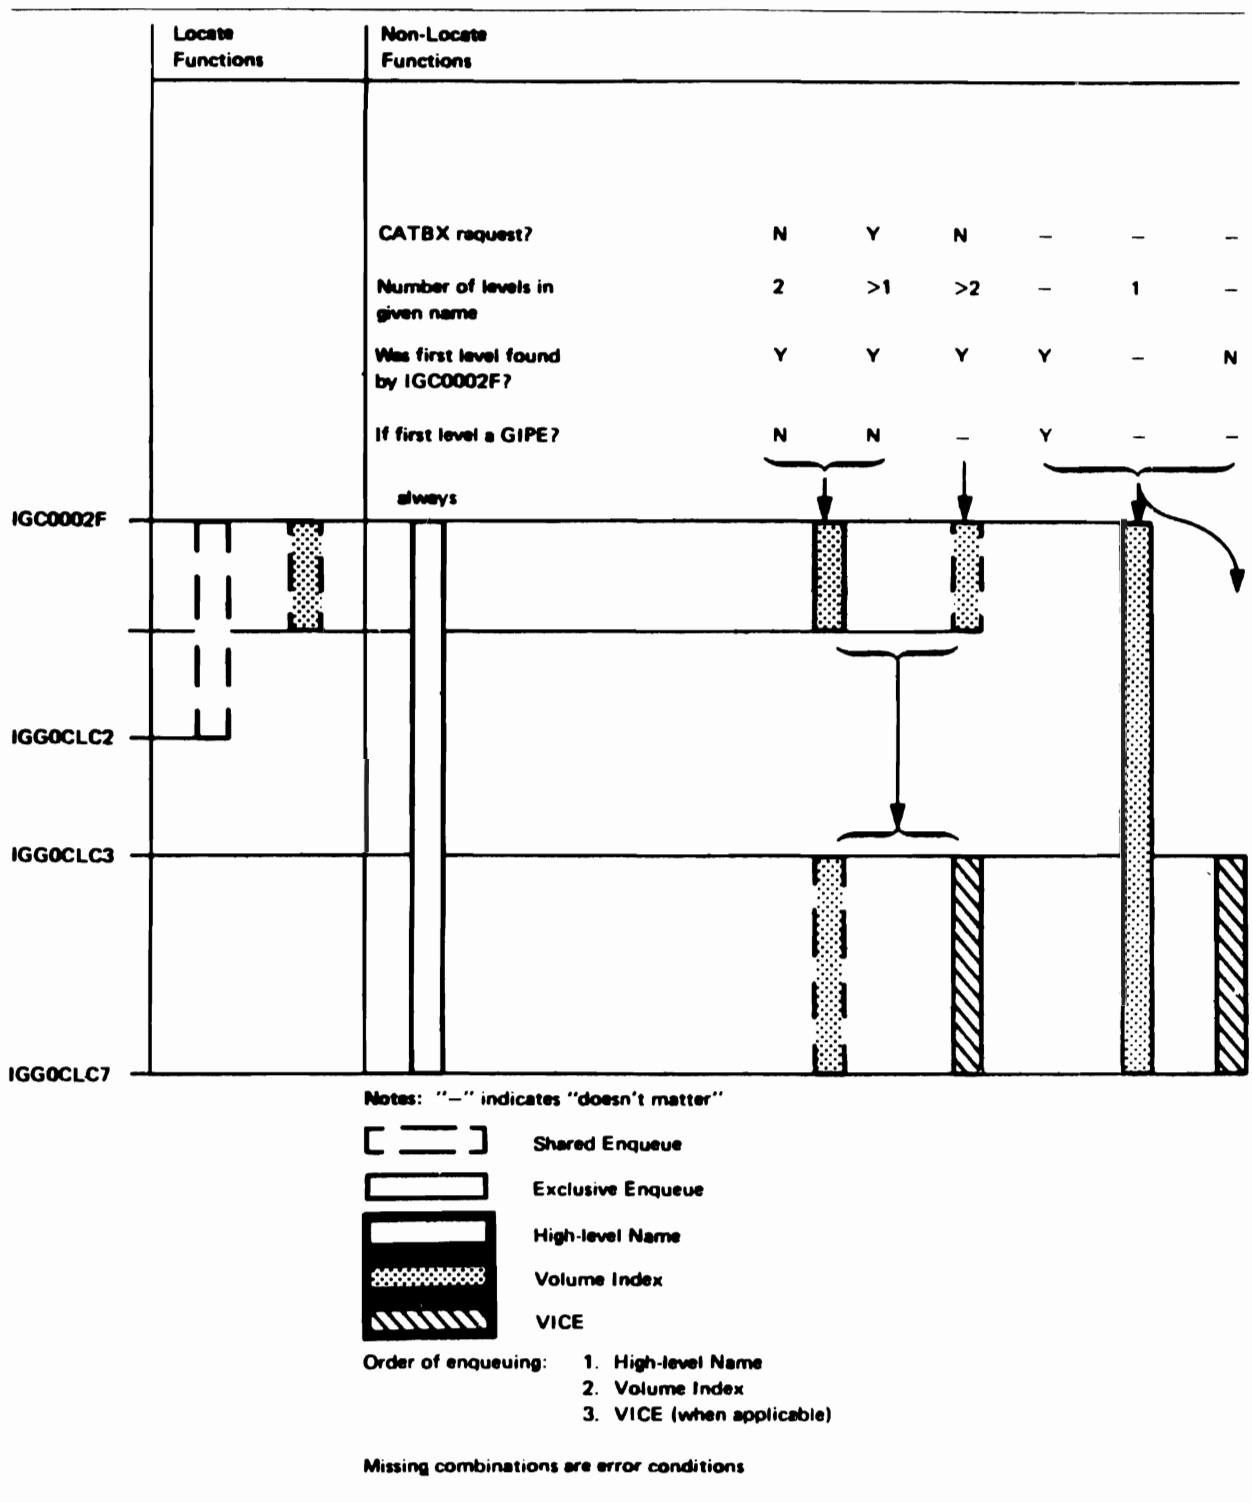 Locate
Functions
Non-Locate
Functions
CATBX request? N Y N – – –
Number of levels in
given name 2 >1 >2 – 1 –
Was first level found
by IGC0002F? Y Y Y Y – N
If first level a GIPE? N N – Y – –
always
IGC0002F
IGG0CLC2
IGG0CLC3
IGG0CLC7
Notes: "–" indicates "doesn't matter"
Shared Enqueue
Exclusive Enqueue
High-level Name
Volume Index
VICE
Order of enqueuing: 1. High-level Name
2. Volume Index
3. VICE (when applicable)
Missing combinations are error conditions